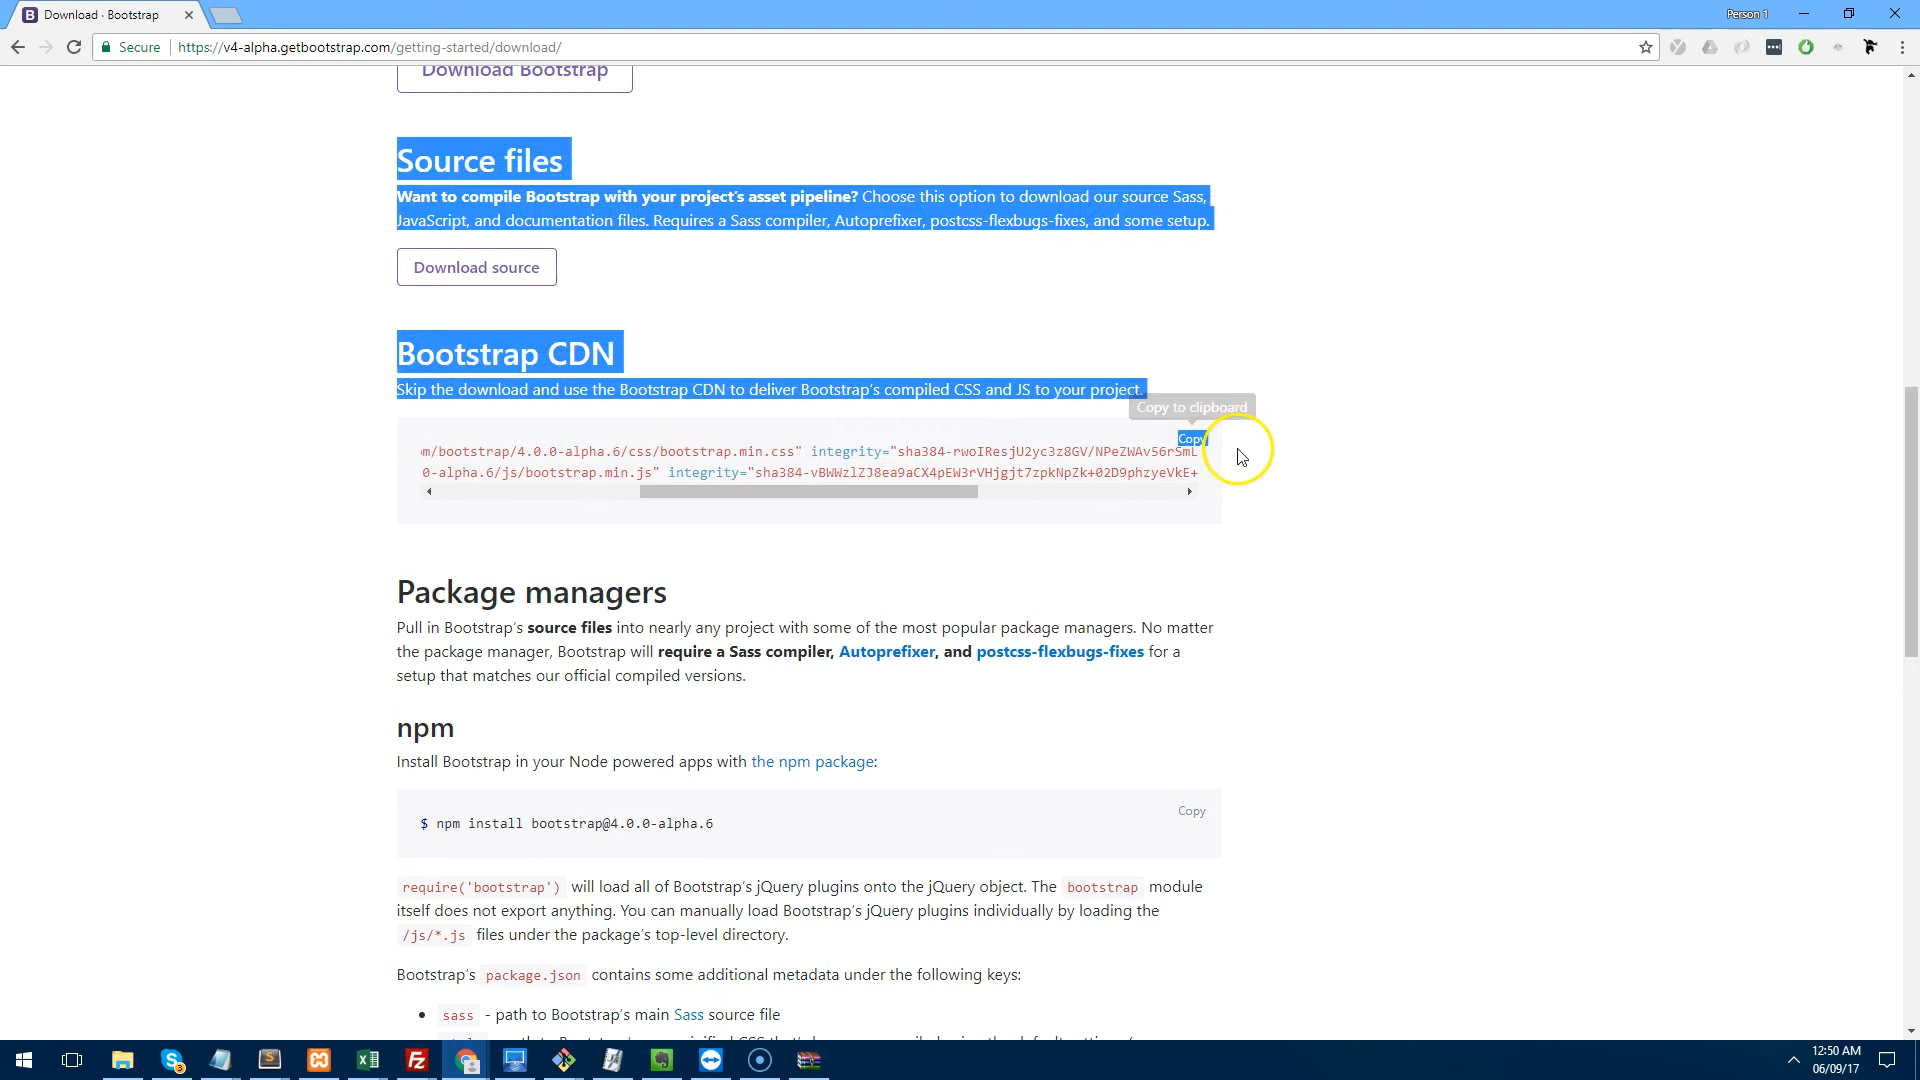 Download · Bootstrap
Person 1
Secure
https://v4-alpha.getbootstrap.com/getting-started/download/
Download Bootstrap
Source files
Want to compile Bootstrap with your project's asset pipeline? Choose this option to download our source Sass,
JavaScript, and documentation files. Requires a Sass compiler, Autoprefixer, postcss-flexbugs-fixes, and some setup.
Download source
Bootstrap CDN
Skip the download and use the Bootstrap CDN to deliver Bootstrap's compiled CSS and JS to your project.
Copy to clipboard
Copy
m/bootstrap/4.0.0-alpha.6/css/bootstrap.min.css" integrity="sha384-rwoIResjU2yc3z8GV/NPeZWAv56rSmL
0-alpha.6/js/bootstrap.min.js" integrity="sha384-vBWWzlZJ8ea9aCX4pEW3rVHjgjt7zpkNpZk+02D9phzyeVkE+
Package managers
Pull in Bootstrap's source files into nearly any project with some of the most popular package managers. No matter
the package manager, Bootstrap will require a Sass compiler, Autoprefixer, and postcss-flexbugs-fixes for a
setup that matches our official compiled versions.
npm
Install Bootstrap in your Node powered apps with the npm package:
Copy
$ npm install bootstrap@4.0.0-alpha.6
require('bootstrap') will load all of Bootstrap's jQuery plugins onto the jQuery object. The bootstrap module
itself does not export anything. You can manually load Bootstrap's jQuery plugins individually by loading the
/js/*.js files under the package's top-level directory.
Bootstrap's package.json contains some additional metadata under the following keys:
sass - path to Bootstrap's main Sass source file
12:50 AM
06/09/17